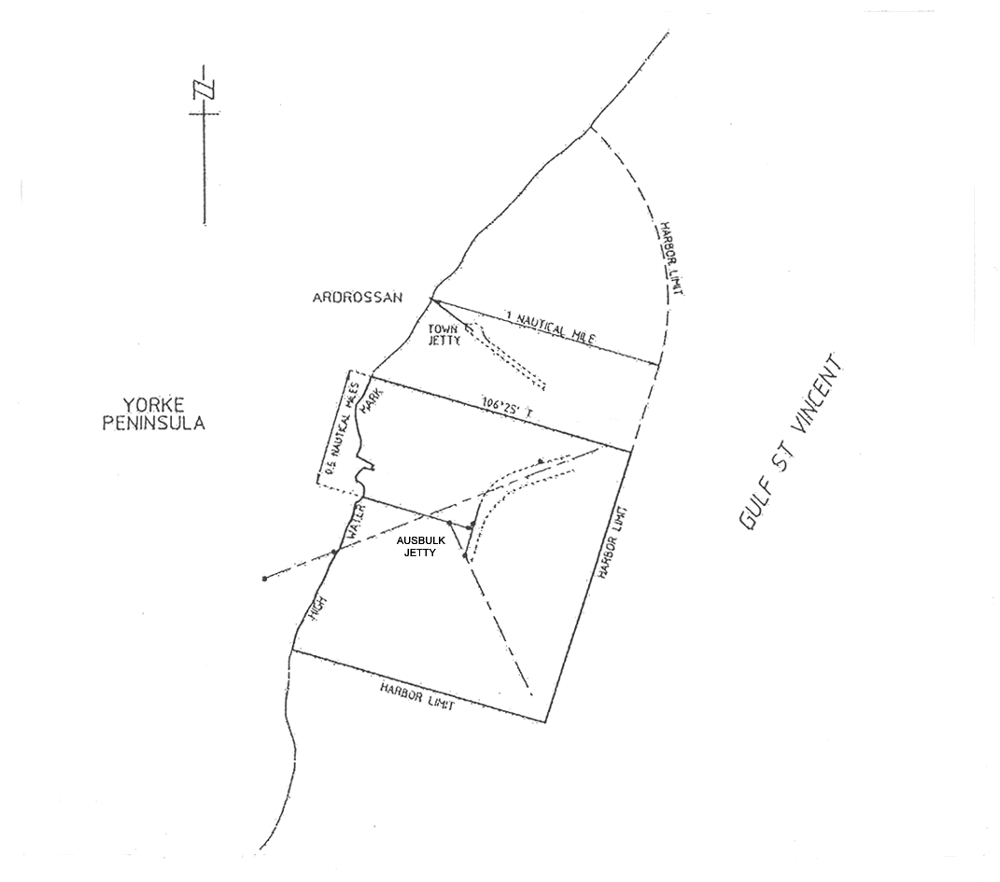 N
HARBOR LIMIT
ARDROSSAN
1 NAUTICAL MILE
TOWN
JETTY
YORKE
PENINSULA
0.5 NAUTICAL MILES
MARK
106°25' T
GULF ST VINCENT
WATER
AUSBULK
JETTY
HARBOR LIMIT
HIGH
HARBOR LIMIT